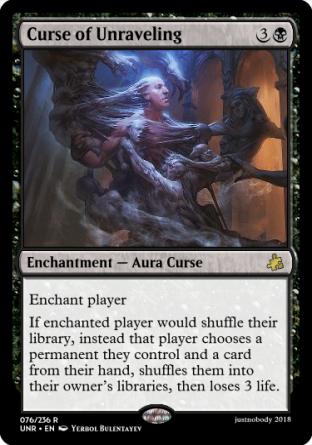 Curse of Unraveling 3
Enchantment — Aura Curse
Enchant player
If enchanted player would shuffle their
library, instead that player chooses a
permanent they control and a card
from their hand, shuffles them into
their owner's libraries, then loses 3 life.
076/236 R
justnobody 2018
UNR • EN Yerbol Bulentayev